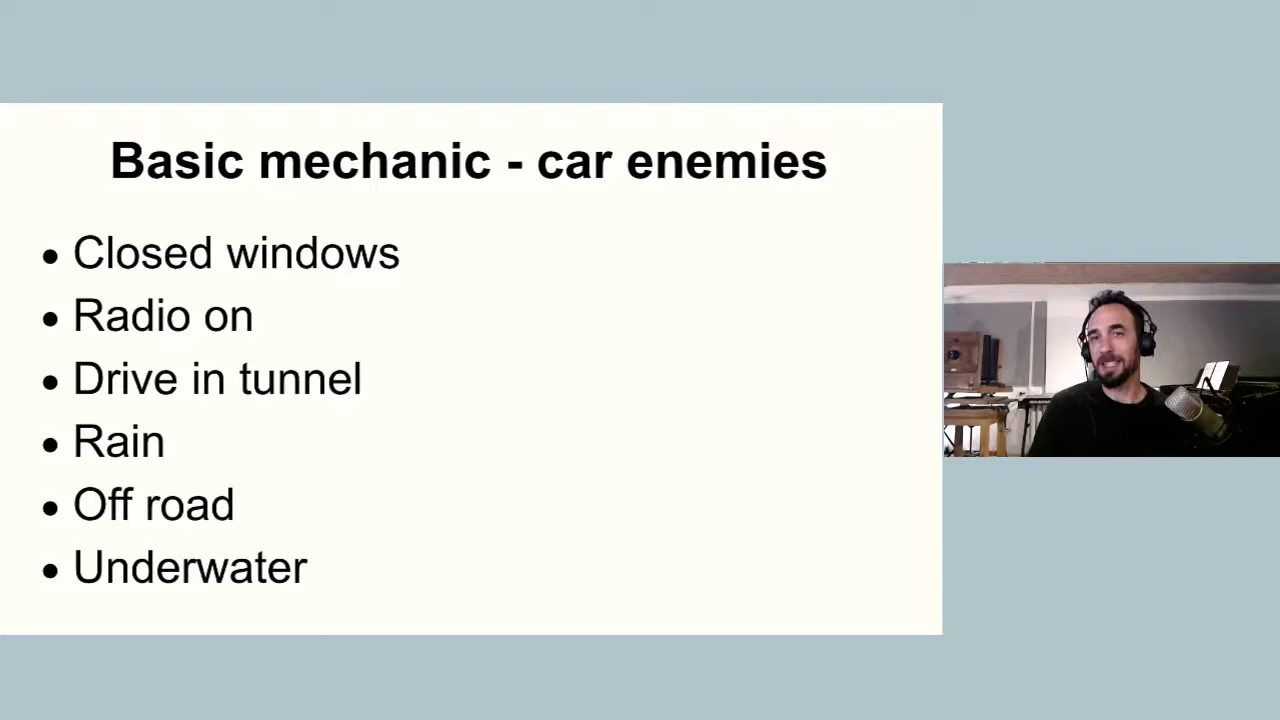 Basic mechanic - car enemies
• Closed windows
• Radio on
• Drive in tunnel
• Rain
• Off road
• Underwater